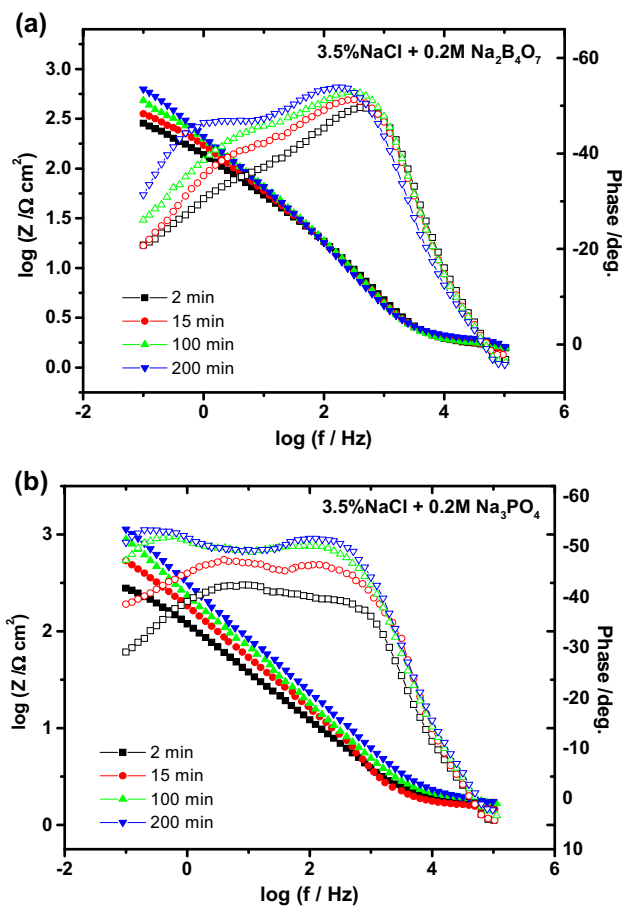 (a)
3.5%NaCl + 0.2M Na₂B₄O₇
log (Z /Ω cm²)
3.0
2.5
2.0
1.5
1.0
0.5
0.0
-60
-40
-20
0
Phase /deg.
2 min
15 min
100 min
200 min
-2 0 2 4 6
log (f / Hz)
(b)
3.5%NaCl + 0.2M Na₃PO₄
log (Z /Ω cm²)
3
2
1
0
-60
-50
-40
-30
-20
-10
0
10
Phase /deg.
2 min
15 min
100 min
200 min
-2 0 2 4 6
log (f / Hz)